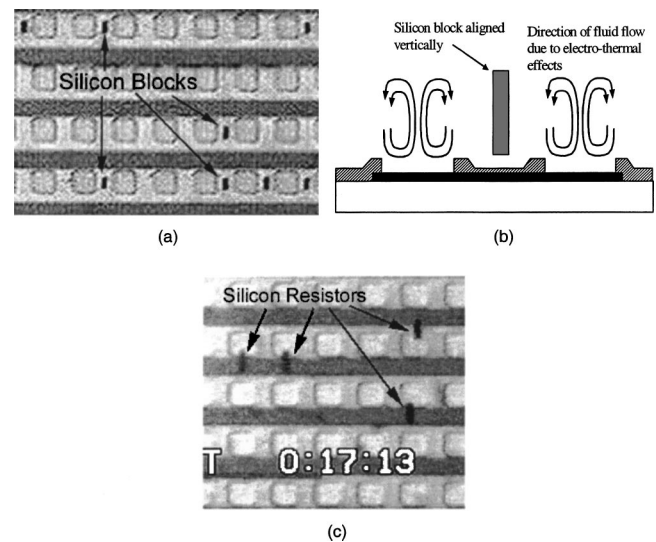 Silicon Blocks
(a)
Silicon block aligned
vertically
Direction of fluid flow
due to electro-thermal
effects
(b)
Silicon Resistors
T 0:17:13
(c)